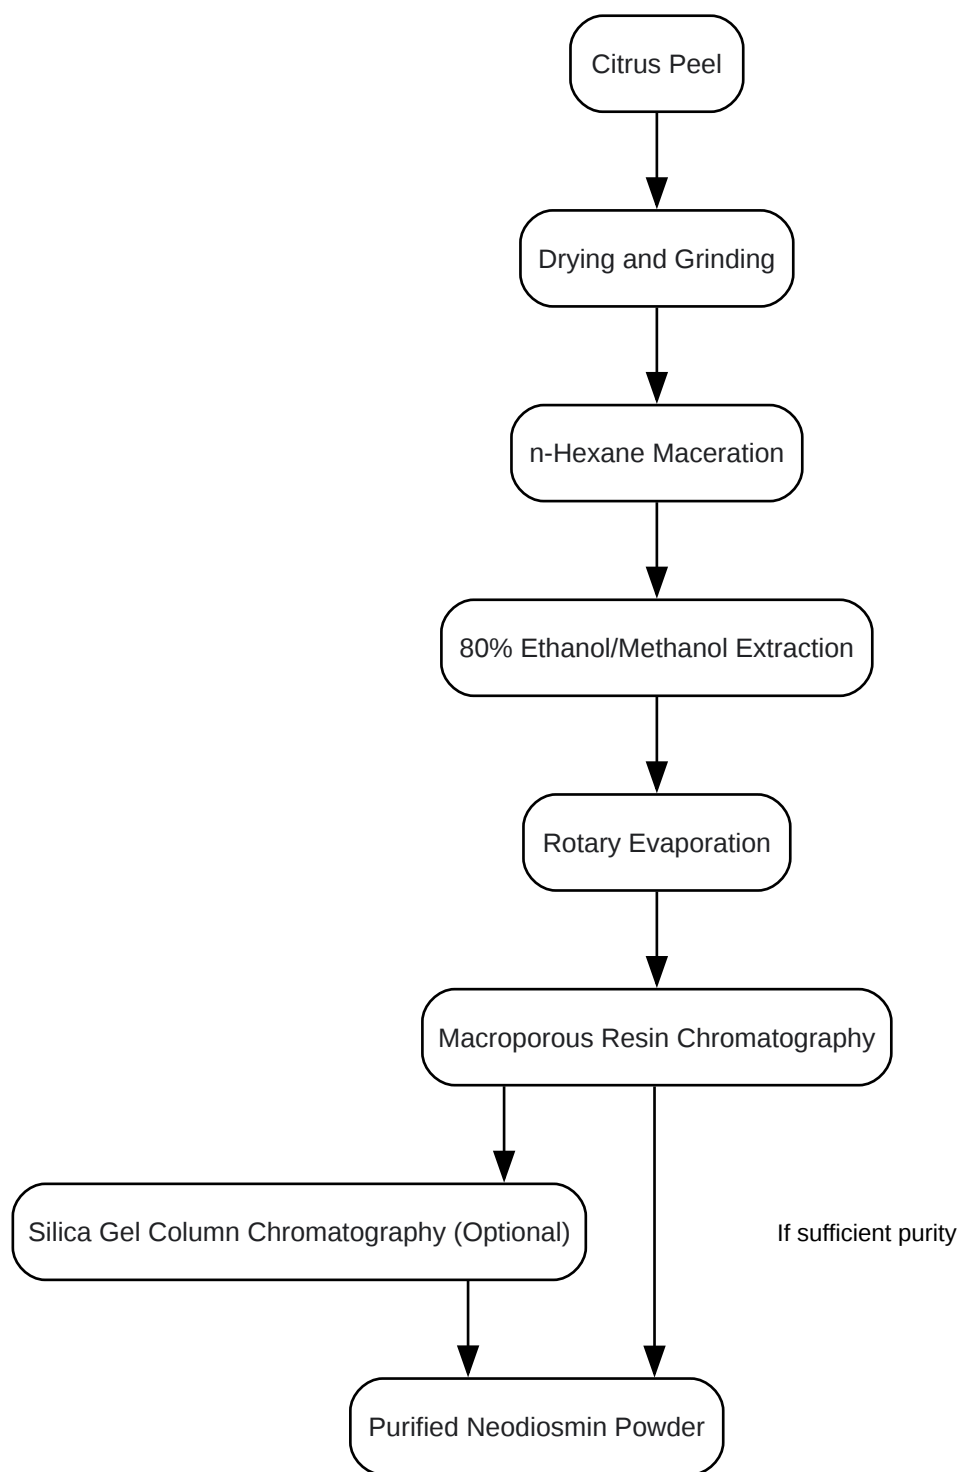 Citrus Peel
Drying and Grinding
n-Hexane Maceration
80% Ethanol/Methanol Extraction
Rotary Evaporation
Macroporous Resin Chromatography
Silica Gel Column Chromatography (Optional)
If sufficient purity
Purified Neodiosmin Powder